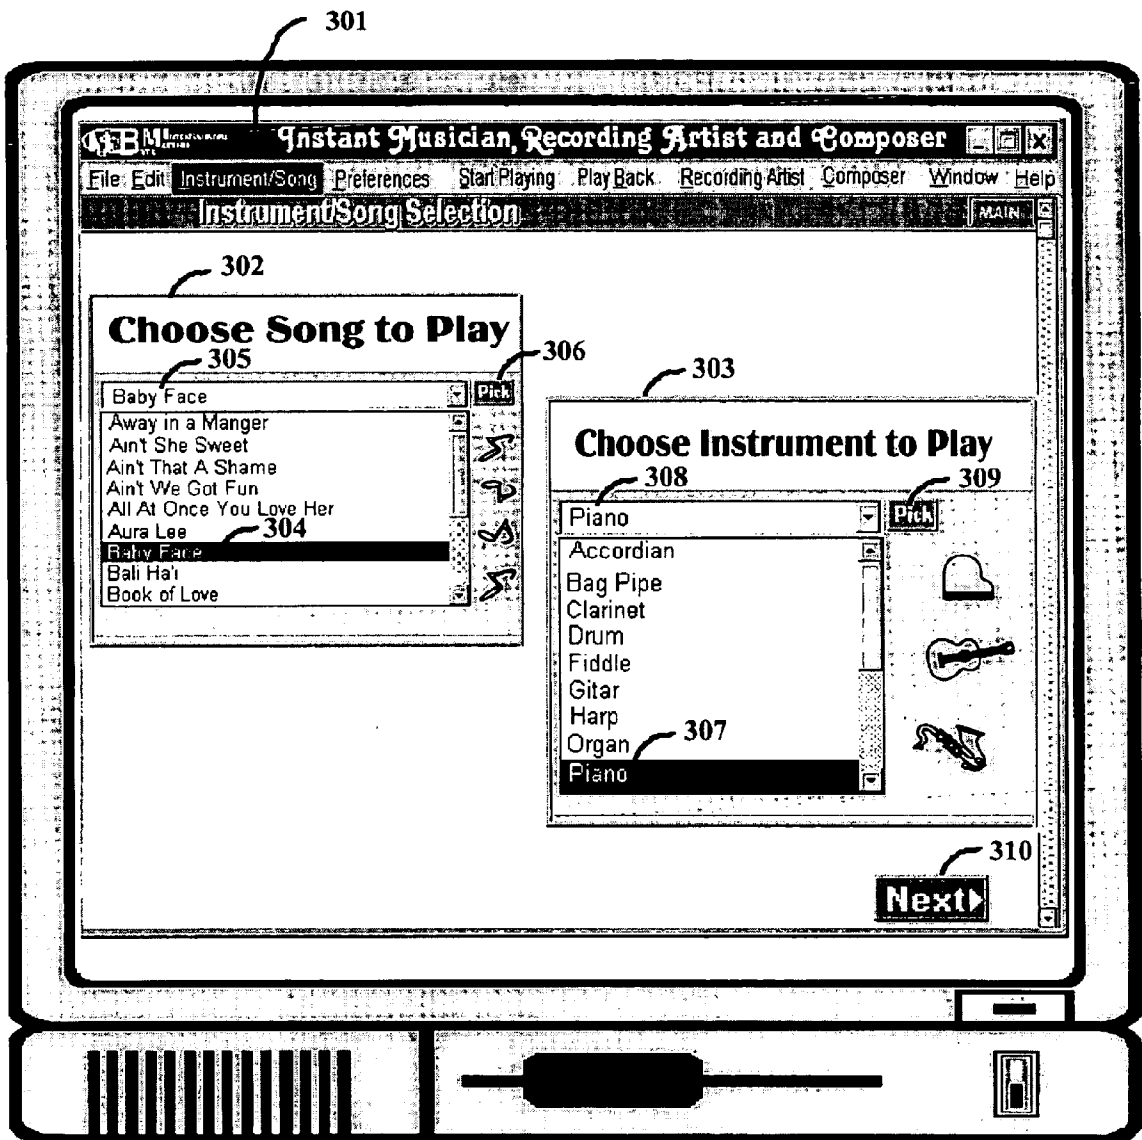 301
Instant Musician, Recording Artist and Composer
File Edit Instrument/Song Preferences Start Playing Play Back Recording Artist Composer Window Help
Instrument/Song Selection MAIN
302
Choose Song to Play
305
306
Baby Face Pick
Away in a Manger
Ain't She Sweet
Ain't That A Shame
Ain't We Got Fun
All At Once You Love Her
Aura Lee
304
Baby Face
Bali Ha'i
Book of Love
303
Choose Instrument to Play
308
309
Piano Pick
Accordian
Bag Pipe
Clarinet
Drum
Fiddle
Gitar
Harp
Organ
307
Piano
310
Next